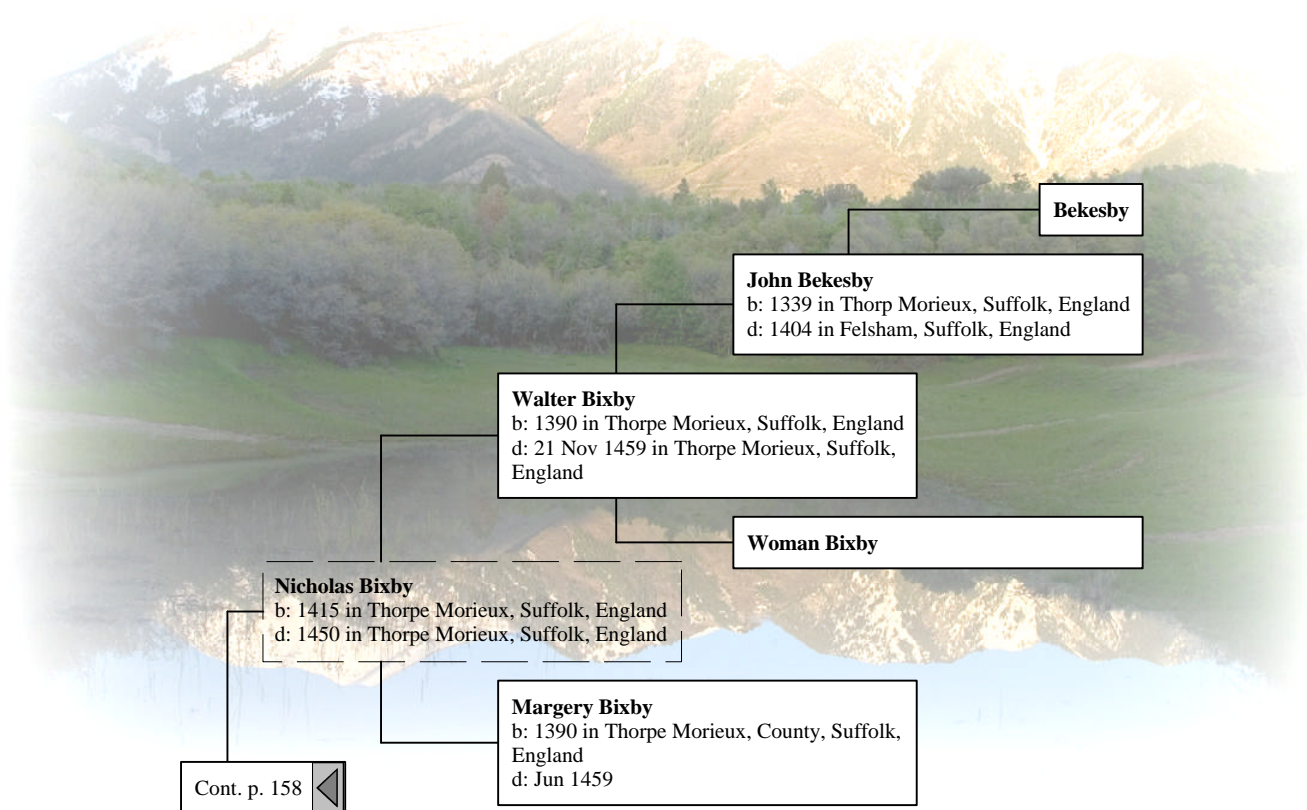 Bekesby
John Bekesby
b: 1339 in Thorp Morieux, Suffolk, England
d: 1404 in Felsham, Suffolk, England
Walter Bixby
b: 1390 in Thorpe Morieux, Suffolk, England
d: 21 Nov 1459 in Thorpe Morieux, Suffolk,
England
Woman Bixby
Nicholas Bixby
b: 1415 in Thorpe Morieux, Suffolk, England
d: 1450 in Thorpe Morieux, Suffolk, England
Margery Bixby
b: 1390 in Thorpe Morieux, County, Suffolk,
England
d: Jun 1459
Cont. p. 158